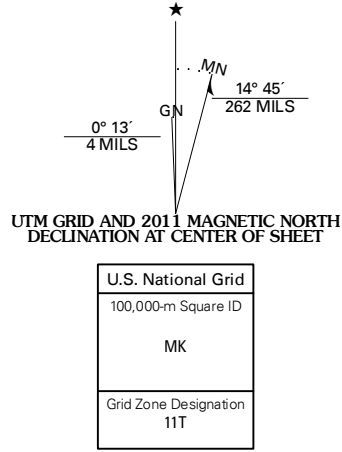 ★
MN
GN
14° 45´
262 MILS
0° 13´
4 MILS
UTM GRID AND 2011 MAGNETIC NORTH
DECLINATION AT CENTER OF SHEET
U.S. National Grid
100,000-m Square ID
MK
Grid Zone Designation
11T